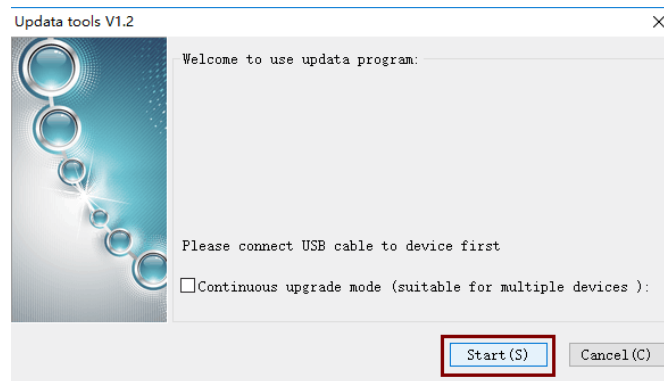 Updata tools V1.2
Welcome to use updata program:
Please connect USB cable to device first
Continuous upgrade mode (suitable for multiple devices ):
Start(S)
Cancel(C)